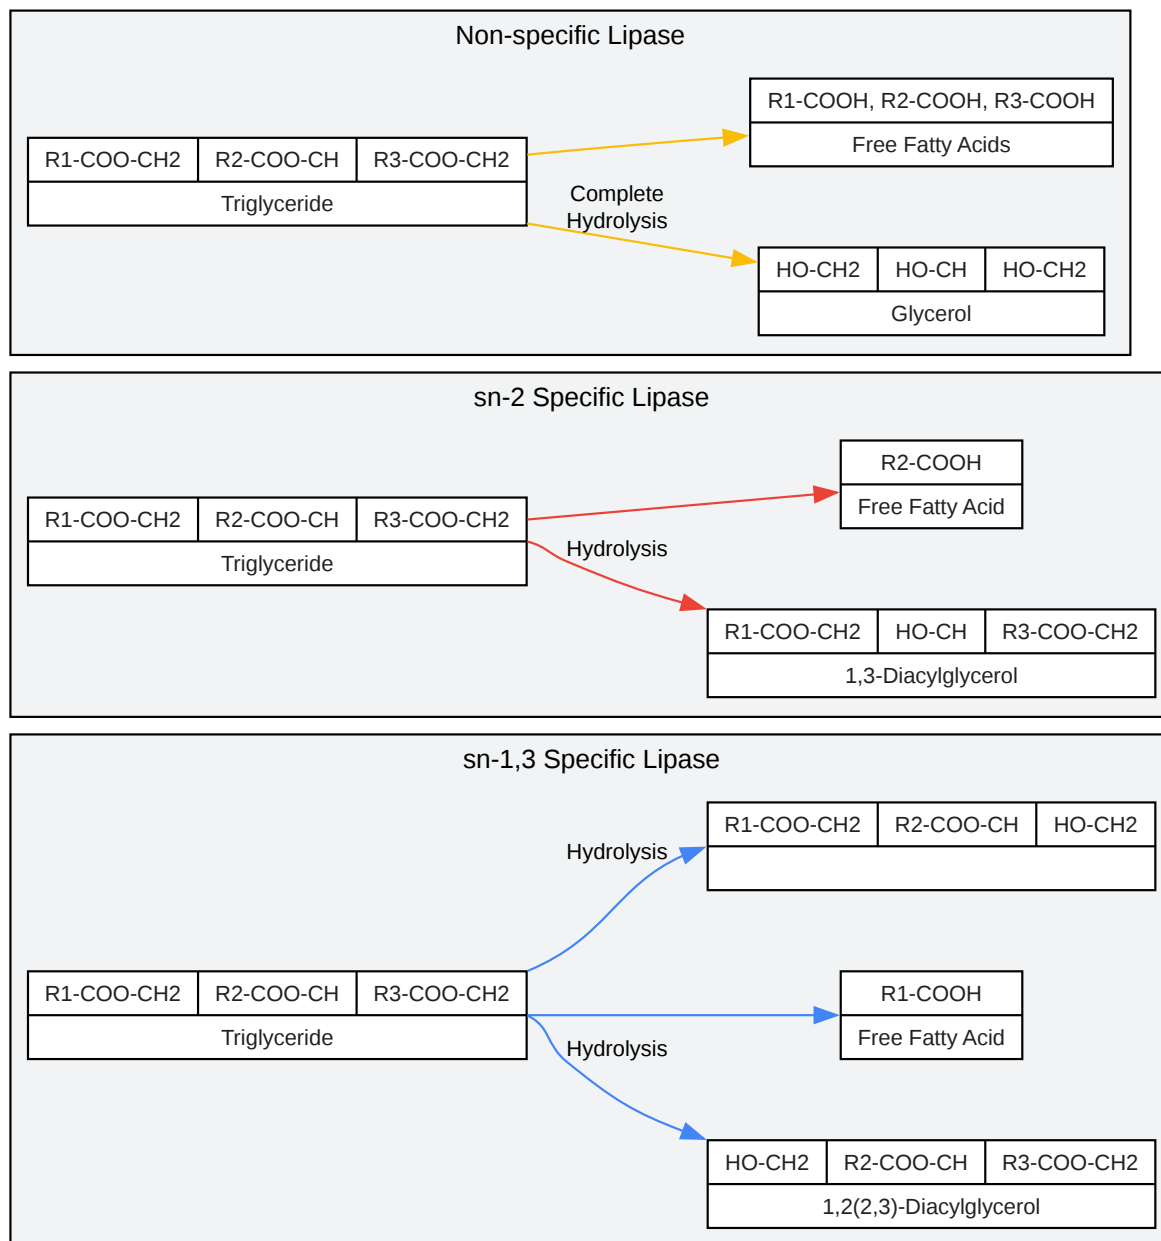 Non-specific Lipase
R1-COOH, R2-COOH, R3-COOH
Free Fatty Acids
R1-COO-CH2 R2-COO-CH R3-COO-CH2
Triglyceride
Complete
Hydrolysis
HO-CH2 HO-CH HO-CH2
Glycerol
sn-2 Specific Lipase
R2-COOH
Free Fatty Acid
R1-COO-CH2 R2-COO-CH R3-COO-CH2
Triglyceride
Hydrolysis
R1-COO-CH2 HO-CH R3-COO-CH2
1,3-Diacylglycerol
sn-1,3 Specific Lipase
R1-COO-CH2 R2-COO-CH HO-CH2
Hydrolysis
R1-COO-CH2 R2-COO-CH R3-COO-CH2
Triglyceride
R1-COOH
Free Fatty Acid
Hydrolysis
HO-CH2 R2-COO-CH R3-COO-CH2
1,2(2,3)-Diacylglycerol